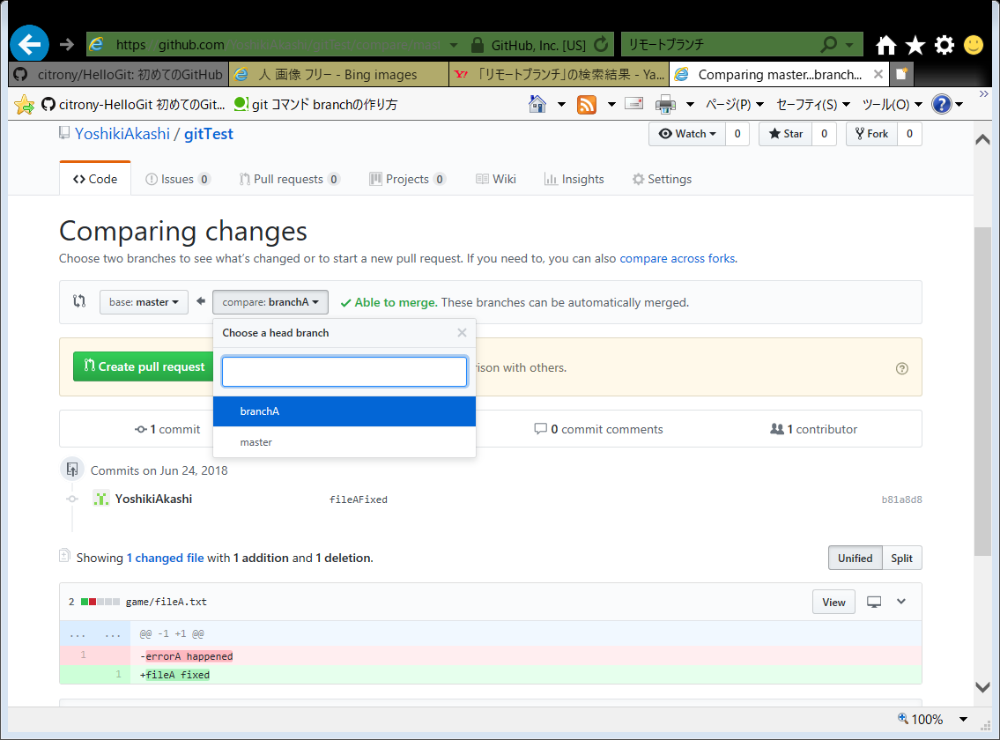 https github.com YoshikiAkashi/gitTest/compare/mast GitHub, Inc. [US] リモートブランチ
citrony/HelloGit: 初めてのGitHub 人 画像 フリー - Bing images 「リモートブランチ」の検索結果 - Ya... Comparing master...branch...
citrony-HelloGit 初めてのGit... git コマンド branchの作り方 ページ(P) セーフティ(S) ツール(O) »
YoshikiAkashi / gitTest Watch 0 Star 0 Fork 0
Code Issues 0 Pull requests 0 Projects 0 Wiki Insights Settings
Comparing changes
Choose two branches to see what's changed or to start a new pull request. If you need to, you can also compare across forks.
base: master compare: branchA Able to merge. These branches can be automatically merged.
Choose a head branch
Create pull request rison with others.
branchA
1 commit 0 commit comments 1 contributor
master
Commits on Jun 24, 2018
YoshikiAkashi fileAFixed b81a8d8
Showing 1 changed file with 1 addition and 1 deletion. Unified Split
2 game/fileA.txt View
... ... @@ -1 +1 @@
1 -errorA happened
1 +fileA fixed
100%